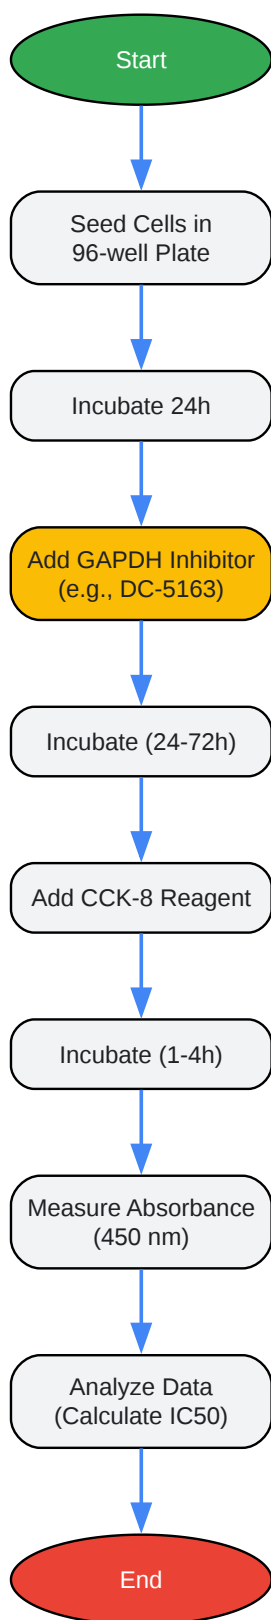 Start
Seed Cells in
96-well Plate
Incubate 24h
Add GAPDH Inhibitor
(e.g., DC-5163)
Incubate (24-72h)
Add CCK-8 Reagent
Incubate (1-4h)
Measure Absorbance
(450 nm)
Analyze Data
(Calculate IC50)
End